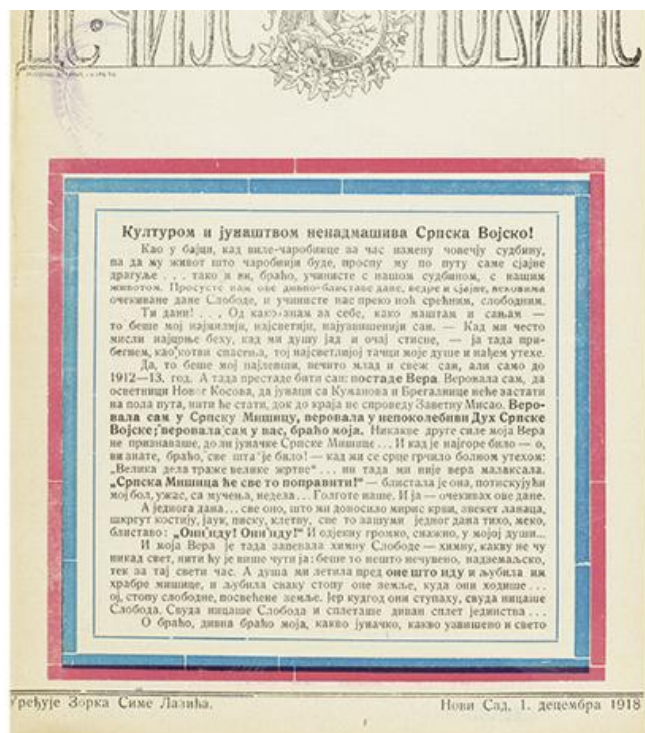 ДЕЧИЈЕ НОВИНЕ
Културом и јунаштвом ненадмашива Српска Војско!
Као у бајци, кад виле-чаробнице за час измену човечју судбину,
па да му живот што чаробнији буде, проспу му по путу саме сјајне
драгуље . . . тако и ви, браћо, учинисте с нашом судбином, с нашим
животом. Просусте нам ове дивно-блиставе дане, ведре и сјајне, вековима
очекиване дане Слободе, и учинисте нас преко ноћ срећним, слободним.
Ти дани! . . . Од како знам за себе, како маштам и сањам —
то беше мој најмилији, најсветији, најузвишенији сан. — Кад ми често
мисли најцрње беху, кад ми душу јад и очај стисне, — ја тада при-
бегнем, као котви спасења, тој најсветлијој тачци моје душе и нађем утехе.
Да, то беше мој најлепши, вечито млад и свеж сан, али само до
1912—13. год. А тада престаде бити сан: постаде Вера. Веровала сам, да
осветници Новог Косова, да јунаци са Куманова и Брегалнице неће застати
на пола пута, нити ће стати, док до краја не спроведу Заветну Мисао. Веро-
вала сам у Српску Мишицу, веровала у непоколебиви Дух Српске
Војске; веровала сам у вас, браћо моја. Никакве друге силе моја Вера
не признаваше, до ли јуначке Српске Мишице . . . И кад је најгоре било — о,
ви знате, браћо, све шта је било! — кад ми се срце грчило болном утехом:
„Велика дела траже велике жртве“ . . . ни тада ми није вера малаксала.
„Српска Мишица ће све то поправити!“ — блистала је она, потискујући
мој бол, ужас, са мучења, недела . . . Голготе наше. И ја — очекивах ове дане.
А једнога дана . . . све оно, што ми доносило мирис крви, звекет ланаца,
шкргут костију, јаук, писку, клетву, све то зашуми једног дана тихо, меко,
блиставо: „Они иду! Они иду!“ И одјекну громко, снажно, у мојој души...
И моја Вера је тада запевала химну Слободе — химну, какву не чу
никад свет, нити ћу је више чути ја: беше то нешто нечувено, надземаљско,
тек за тај свети час. А душа ми летила пред оне што иду и љубила им
храбре мишице, и љубила сваку стопу оне земље, куда они ходише . . .
ој, стопу слободне, посвећене земље. Јер кудгод они ступаху, свуда ницаше
Слобода. Свуда ницаше Слобода и сплеташе диван сплет јединства . . .
О браћо, дивна браћо моја, какво јуначко, какво узвишено и свето
Уређује Зорка Симе Лазића.
Нови Сад, 1. децембра 1918